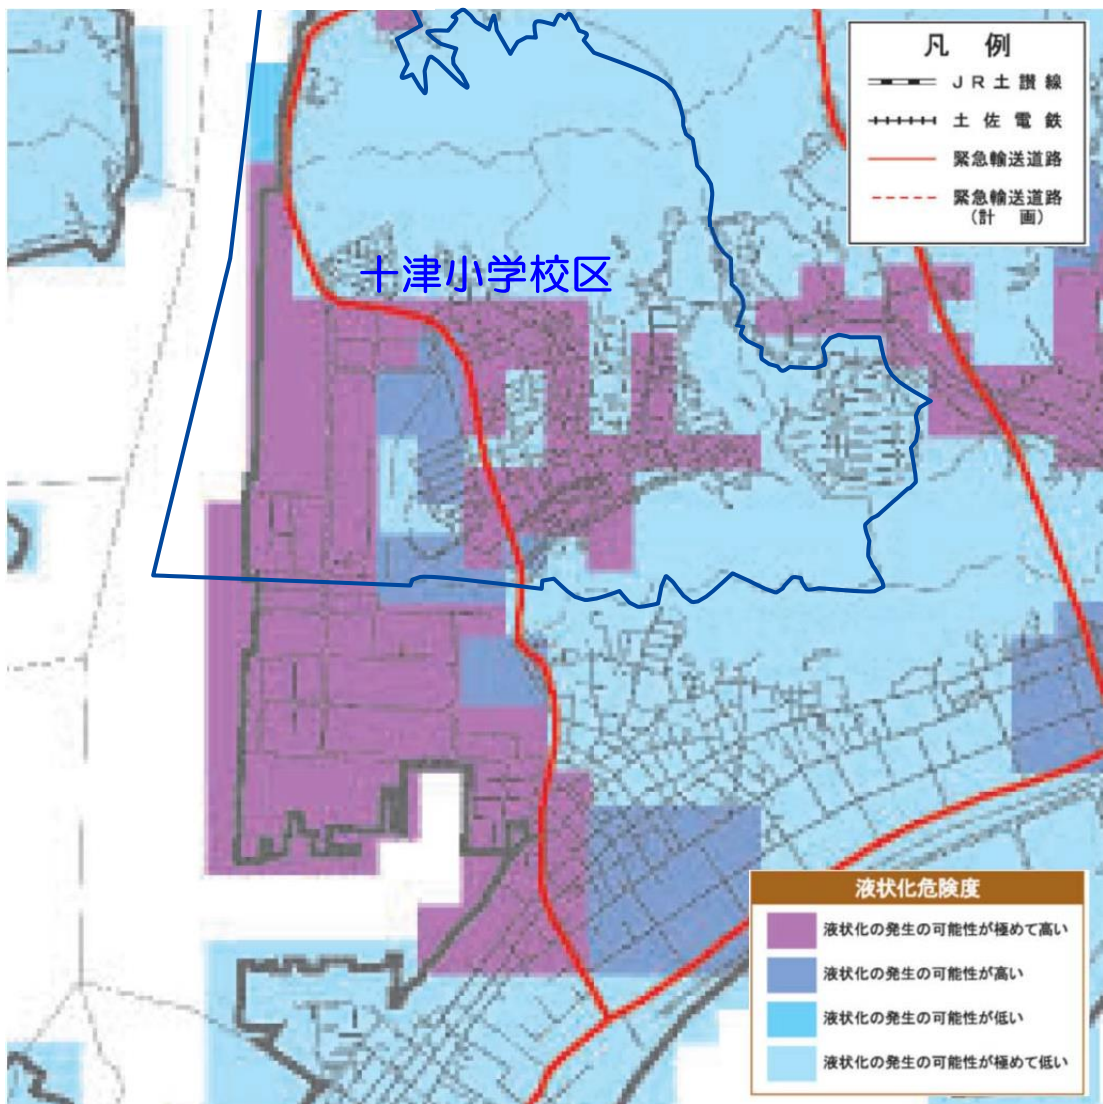 凡 例
JR土讃線
土佐電鉄
緊急輸送道路
緊急輸送道路
(計 画)
十津小学校区
液状化危険度
液状化の発生の可能性が極めて高い
液状化の発生の可能性が高い
液状化の発生の可能性が低い
液状化の発生の可能性が極めて低い